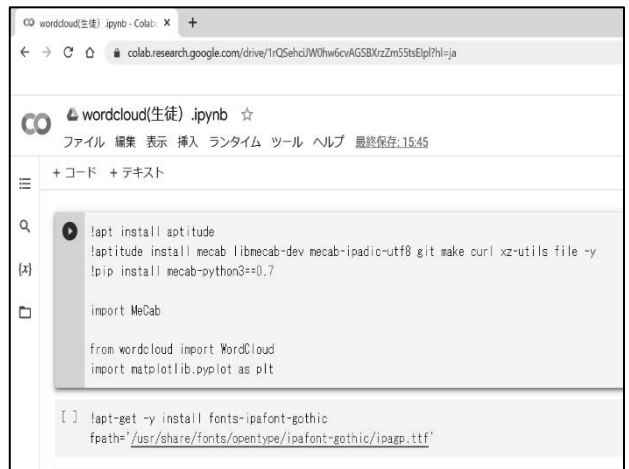 wordcloud(生徒) .ipynb - Colab
colab.research.google.com/drive/1rQSehciJW0hw6cvAGSBXrzZm55tsEIpl?hl=ja
CO wordcloud(生徒) .ipynb
ファイル 編集 表示 挿入 ランタイム ツール ヘルプ 最終保存: 15:45
+ コード + テキスト
!apt install aptitude
!aptitude install mecab libmecab-dev mecab-ipadic-utf8 git make curl xz-utils file -y
!pip install mecab-python3==0.7
{x}
import MeCab
from wordcloud import WordCloud
import matplotlib.pyplot as plt
[ ] !apt-get -y install fonts-ipafont-gothic
fpath='/usr/share/fonts/opentype/ipafont-gothic/ipagp.ttf'